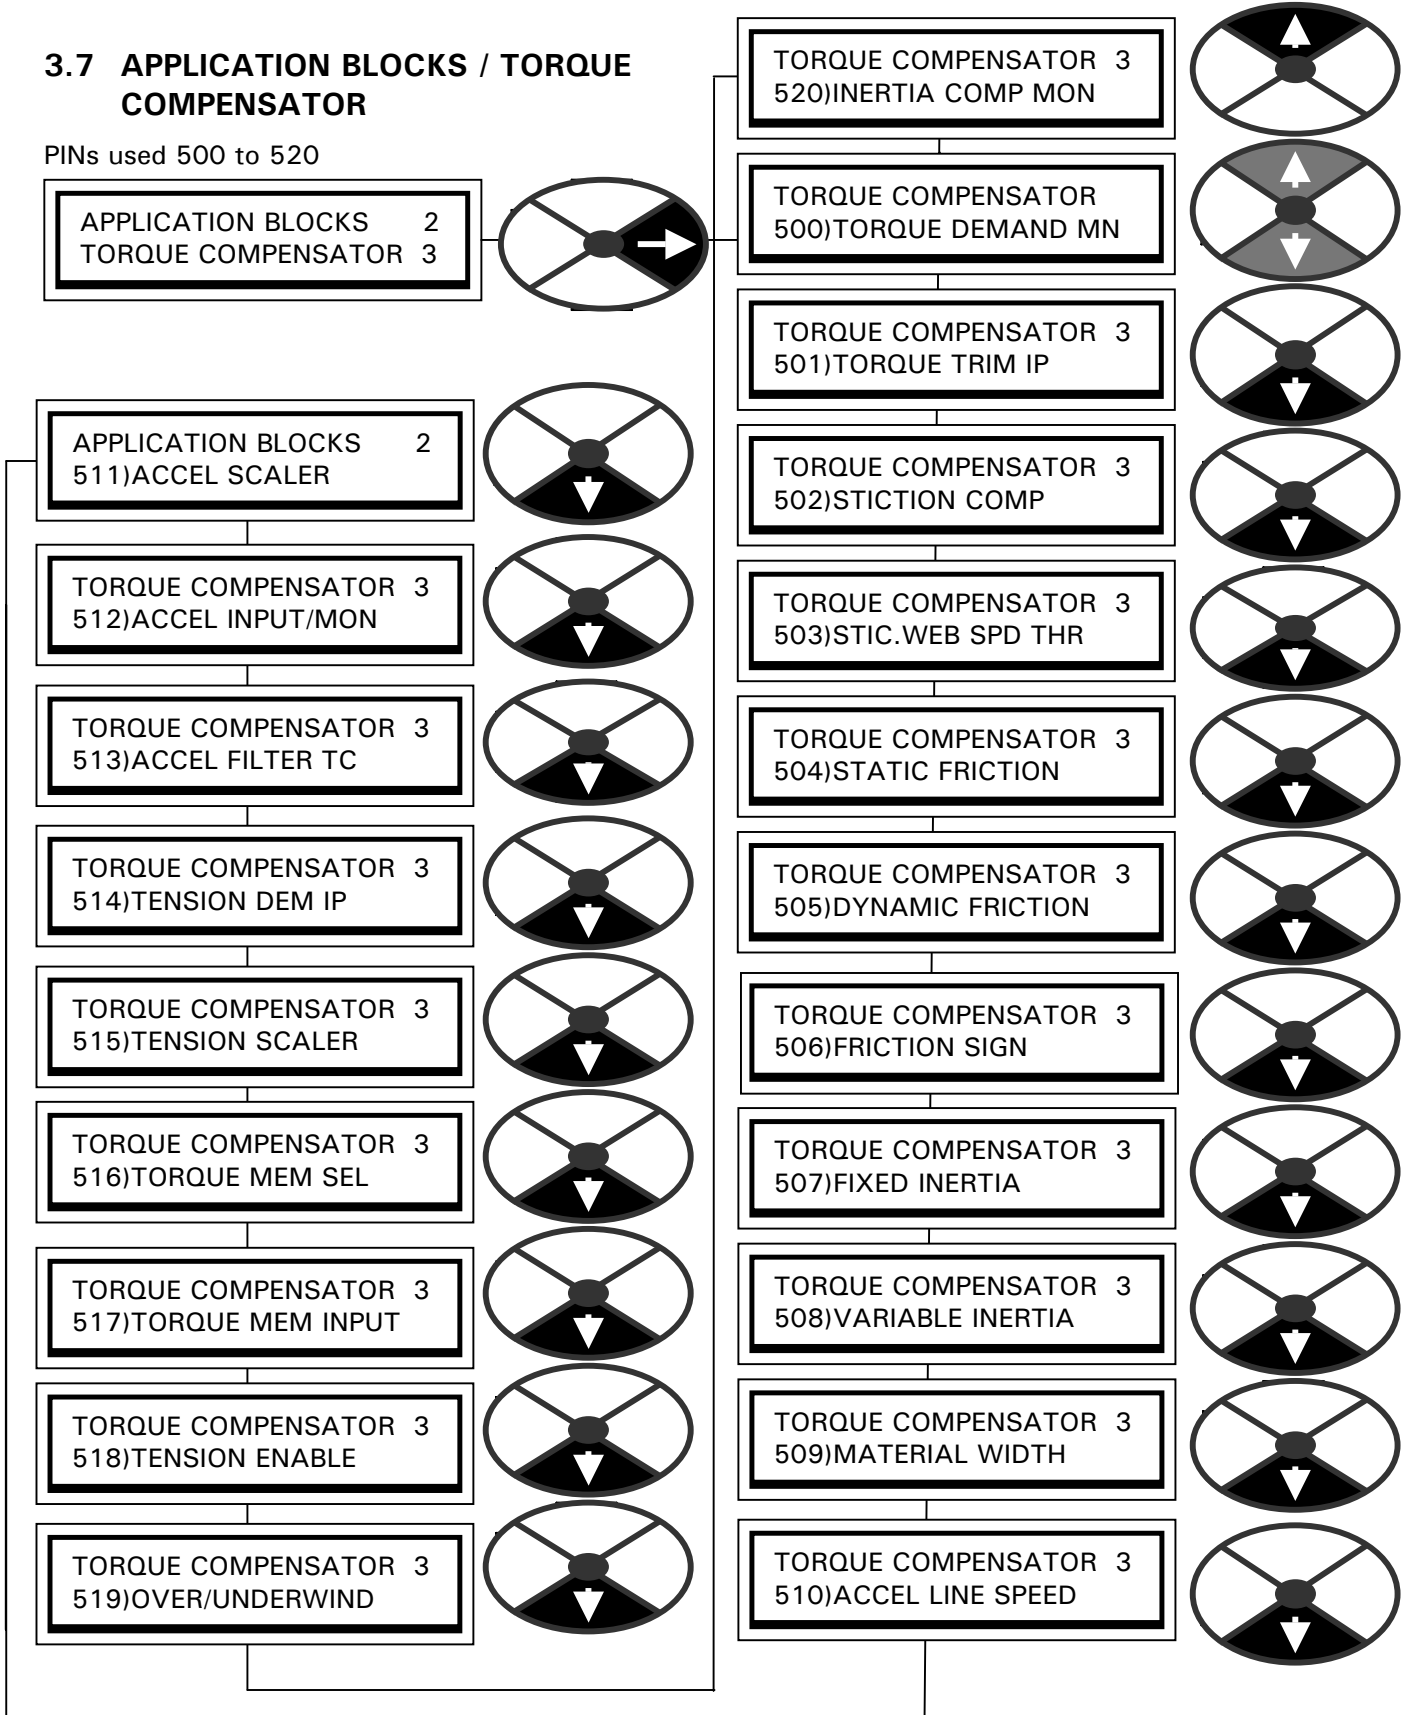 3.7 APPLICATION BLOCKS / TORQUE
COMPENSATOR
PINs used 500 to 520
APPLICATION BLOCKS 2
TORQUE COMPENSATOR 3
TORQUE COMPENSATOR 3
520)INERTIA COMP MON
TORQUE COMPENSATOR
500)TORQUE DEMAND MN
TORQUE COMPENSATOR 3
501)TORQUE TRIM IP
TORQUE COMPENSATOR 3
502)STICTION COMP
TORQUE COMPENSATOR 3
503)STIC.WEB SPD THR
TORQUE COMPENSATOR 3
504)STATIC FRICTION
TORQUE COMPENSATOR 3
505)DYNAMIC FRICTION
TORQUE COMPENSATOR 3
506)FRICTION SIGN
TORQUE COMPENSATOR 3
507)FIXED INERTIA
TORQUE COMPENSATOR 3
508)VARIABLE INERTIA
TORQUE COMPENSATOR 3
509)MATERIAL WIDTH
TORQUE COMPENSATOR 3
510)ACCEL LINE SPEED
APPLICATION BLOCKS 2
511)ACCEL SCALER
TORQUE COMPENSATOR 3
512)ACCEL INPUT/MON
TORQUE COMPENSATOR 3
513)ACCEL FILTER TC
TORQUE COMPENSATOR 3
514)TENSION DEM IP
TORQUE COMPENSATOR 3
515)TENSION SCALER
TORQUE COMPENSATOR 3
516)TORQUE MEM SEL
TORQUE COMPENSATOR 3
517)TORQUE MEM INPUT
TORQUE COMPENSATOR 3
518)TENSION ENABLE
TORQUE COMPENSATOR 3
519)OVER/UNDERWIND